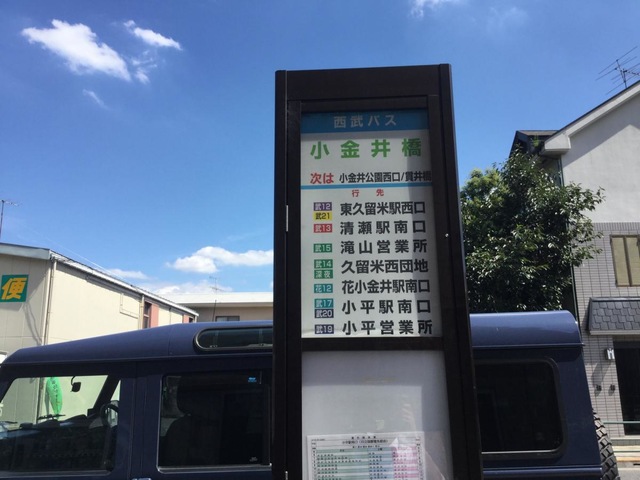 西武バス
小金井橋
次は 小金井公園西口/貫井橋
行先
武12 東久留米駅西口
武21
武13 清瀬駅南口
武15 滝山営業所
武14 久留米西団地
深夜
花12 花小金井駅南口
武17 小平駅南口
武20
武19 小平営業所
便